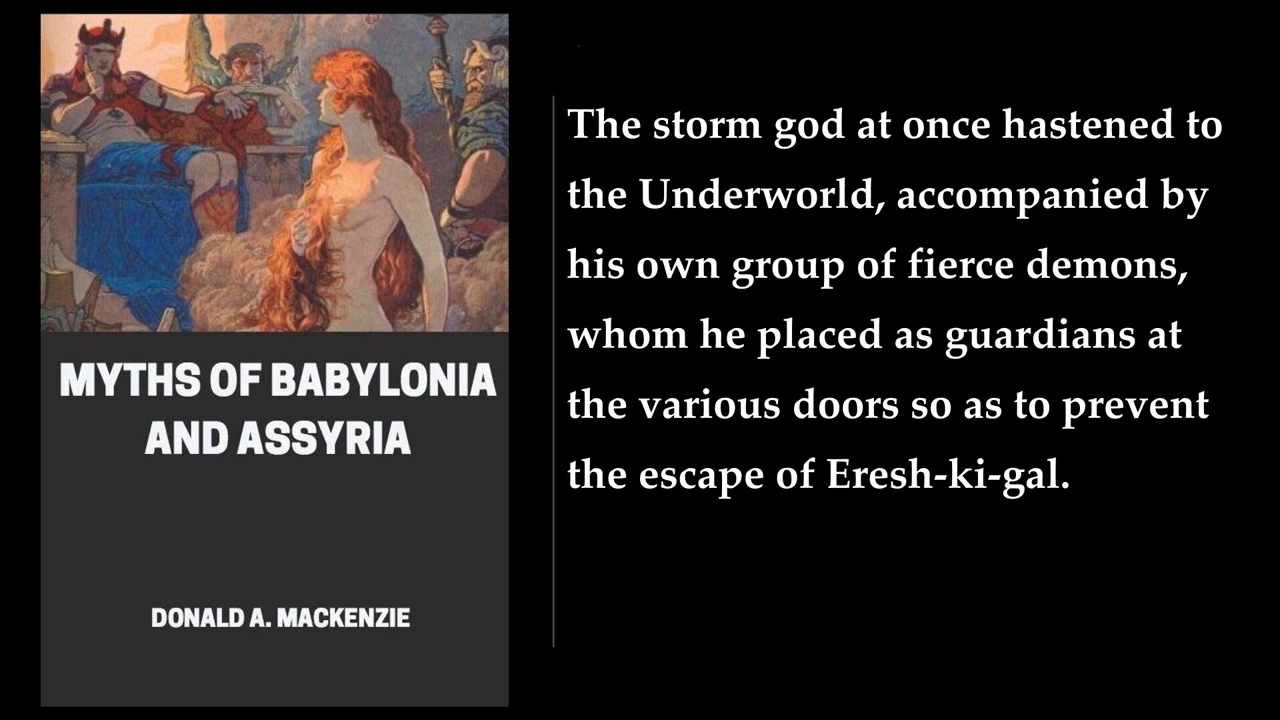 MYTHS OF BABYLONIA
AND ASSYRIA
DONALD A. MACKENZIE
The storm god at once hastened to
the Underworld, accompanied by
his own group of fierce demons,
whom he placed as guardians at
the various doors so as to prevent
the escape of Eresh-ki-gal.